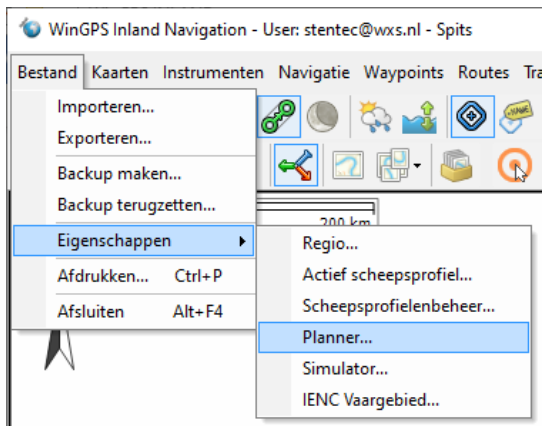 WinGPS Inland Navigation - User: stentec@wxs.nl - Spits
Bestand Kaarten Instrumenten Navigatie Waypoints Routes
Importeren...
Exporteren...
NAME
Backup maken...
Backup terugzetten...
200 km
Eigenschappen
Regio...
Afdrukken... Ctrl+P
Actief scheepsprofiel...
Afsluiten Alt+F4
Scheepsprofielenbeheer...
Planner...
Simulator...
IENC Vaargebied...